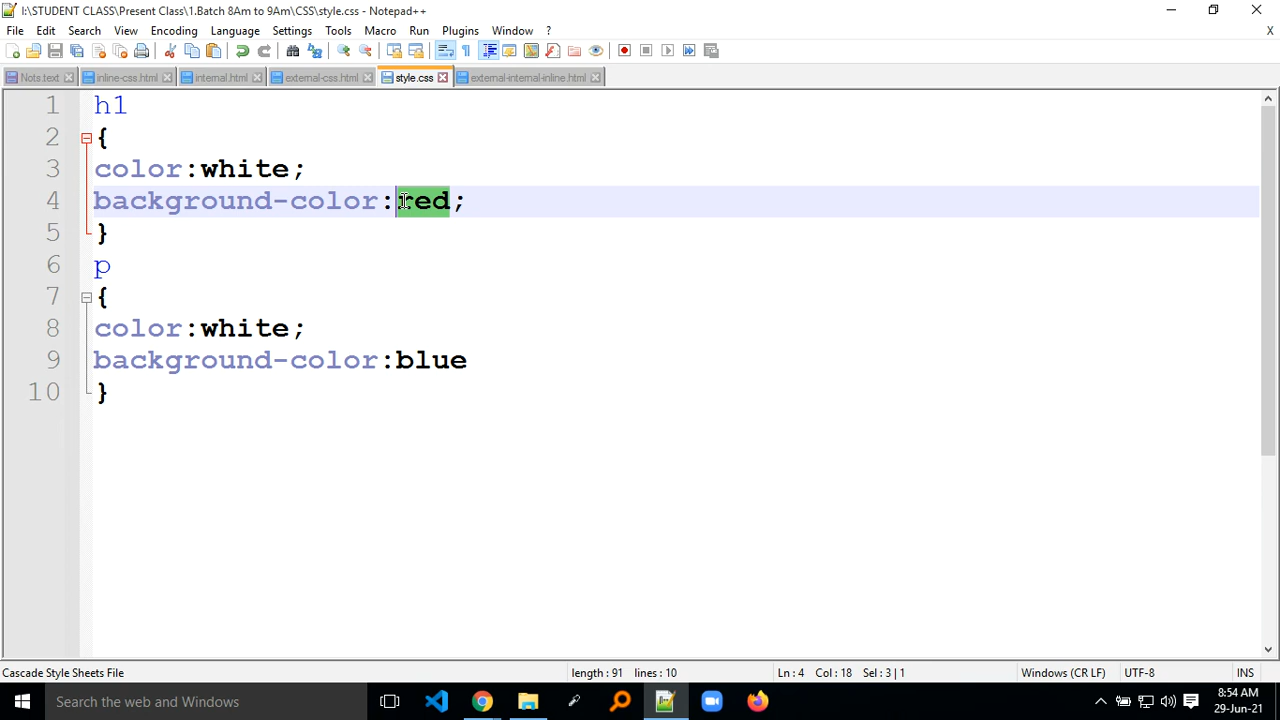 I:\STUDENT CLASS\Present Class\1.Batch 8Am to 9Am\CSS\style.css - Notepad++
File Edit Search View Encoding Language Settings Tools Macro Run Plugins Window ? X
Nots.text inline-css.html internal.html external-css.html style.css external-internal-inline.html
1 h1
2 {
3 color:white;
4 background-color:red;
5 }
6 p
7 {
8 color:white;
9 background-color:blue
10 }
Cascade Style Sheets File length : 91 lines : 10 Ln : 4 Col : 18 Sel : 3 | 1 Windows (CR LF) UTF-8 INS
Search the web and Windows 8:54 AM
29-Jun-21